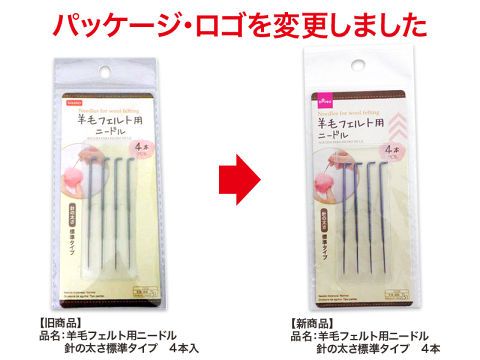 パッケージ・ロゴを変更しました
Needles for wool felting
羊毛フェルト用
ニードル
4本
針の太さ
標準タイプ
Needles for wool felting
羊毛フェルト用
ニードル
4本
針の太さ
標準タイプ
【旧商品】
品名：羊毛フェルト用ニードル
針の太さ標準タイプ　4本入
【新商品】
品名：羊毛フェルト用ニードル
針の太さ標準タイプ　4本